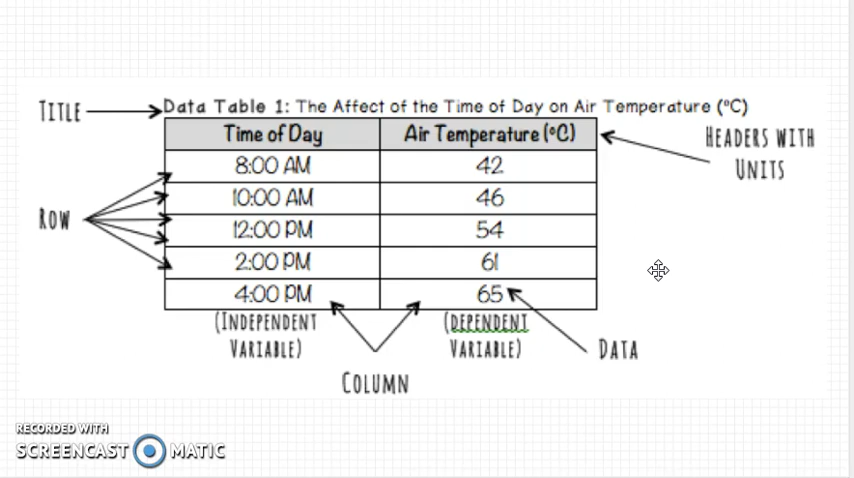 TITLE
Data Table 1: The Affect of the Time of Day on Air Temperature (°C)
Time of Day Air Temperature (°C)
HEADERS WITH
UNITS
8:00 AM 42
10:00 AM 46
ROW
12:00 PM 54
2:00 PM 61
4:00 PM 65
(INDEPENDENT
VARIABLE)
(DEPENDENT
VARIABLE)
DATA
COLUMN
RECORDED WITH
SCREENCAST MATIC